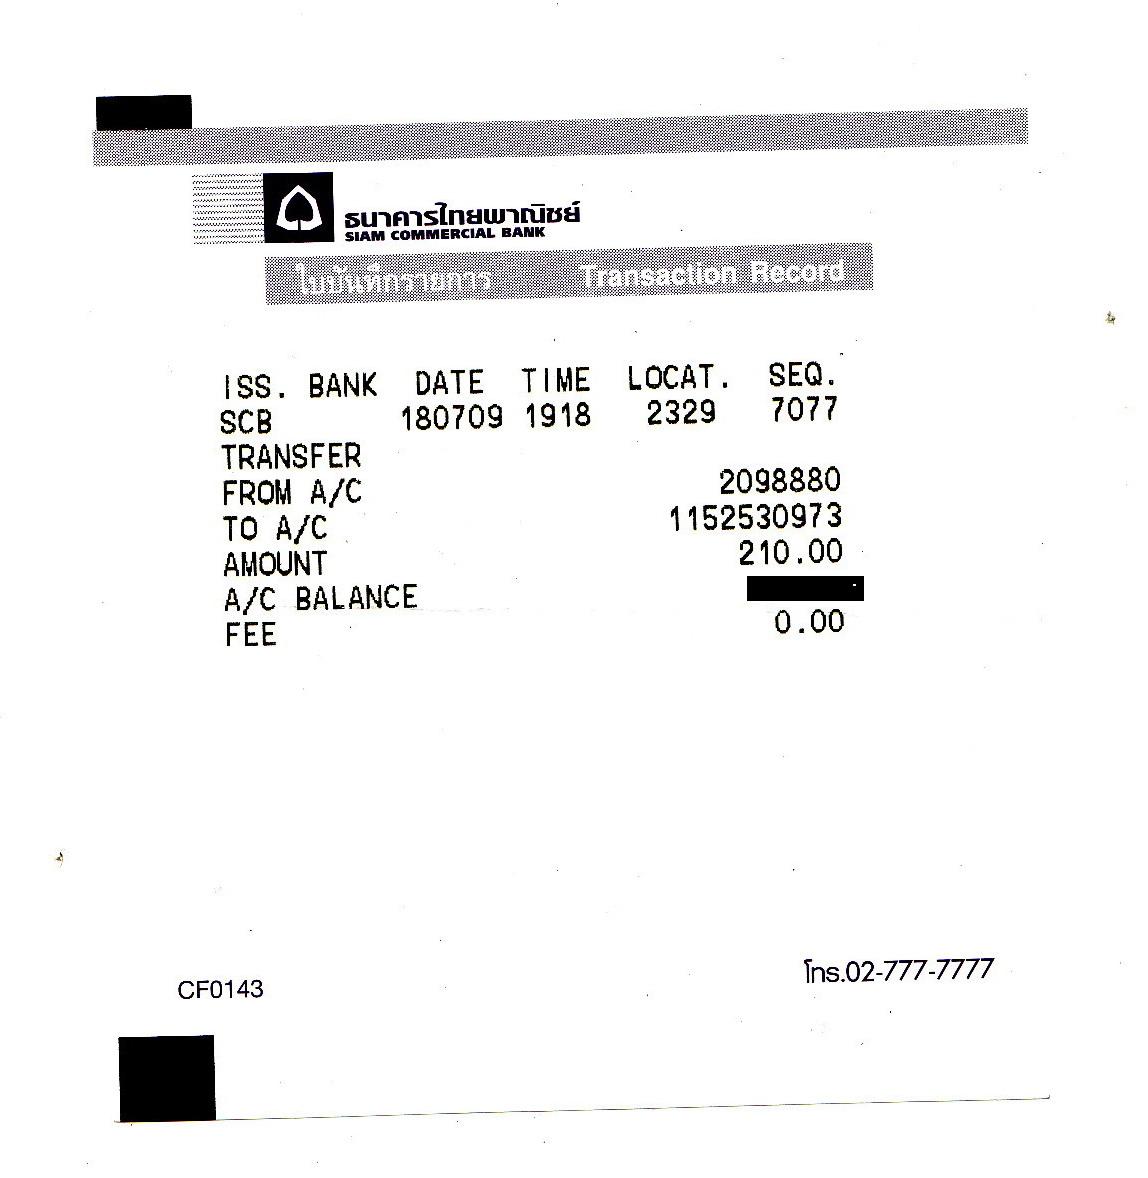 ธนาคารไทยพาณิชย์
SIAM COMMERCIAL BANK
ใบบันทึกรายการ Transaction Record
ISS. BANK DATE TIME LOCAT. SEQ.
SCB 180709 1918 2329 7077
TRANSFER
FROM A/C 2098880
TO A/C 1152530973
AMOUNT 210.00
A/C BALANCE
FEE 0.00
CF0143 โทร.02-777-7777